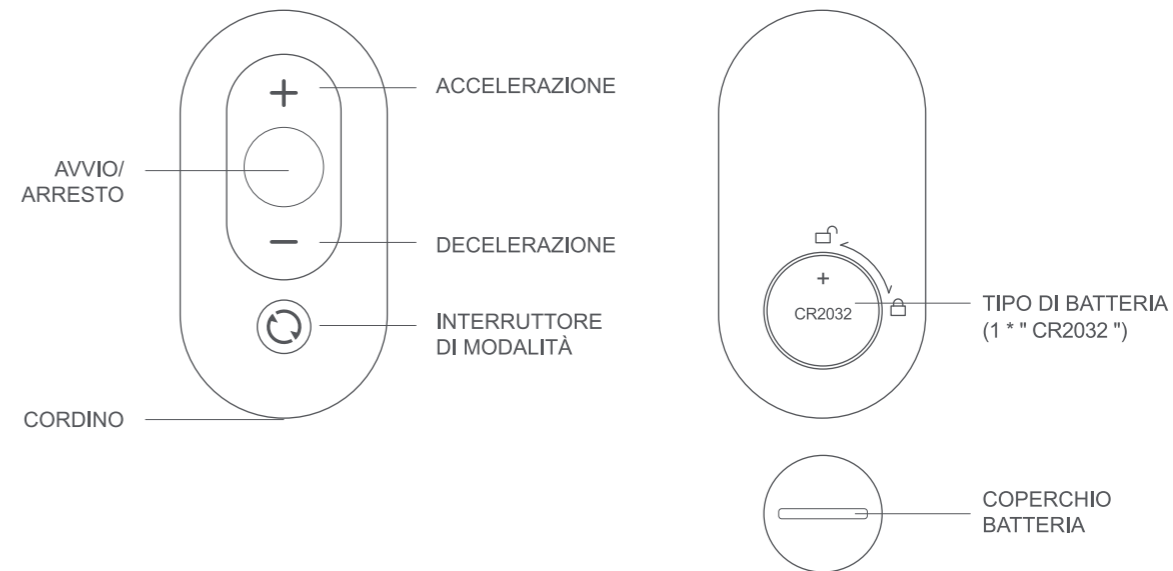 ACCELERAZIONE
AVVIO/
ARRESTO
DECELERAZIONE
INTERRUTTORE
DI MODALITÀ
CORDINO
+
CR2032
TIPO DI BATTERIA
(1 * " CR2032 ")
COPERCHIO
BATTERIA